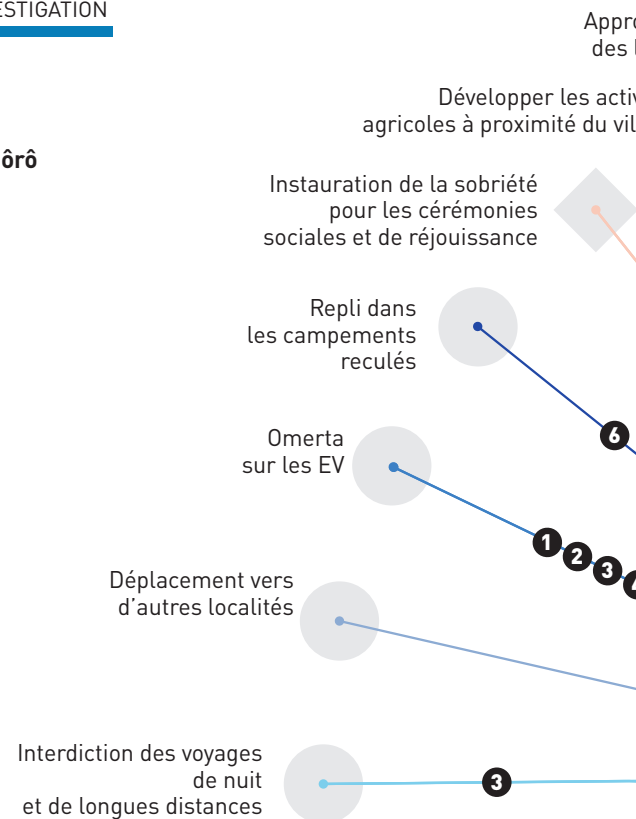 ESTIGATION
Appro
des l
Développer les activ
agricoles à proximité du vil
ôrô
Instauration de la sobriété
pour les cérémonies
sociales et de réjouissance
Repli dans
les campements
reculés
6
Omerta
sur les EV
1 2 3
Déplacement vers
d’autres localités
Interdiction des voyages
de nuit
et de longues distances
3